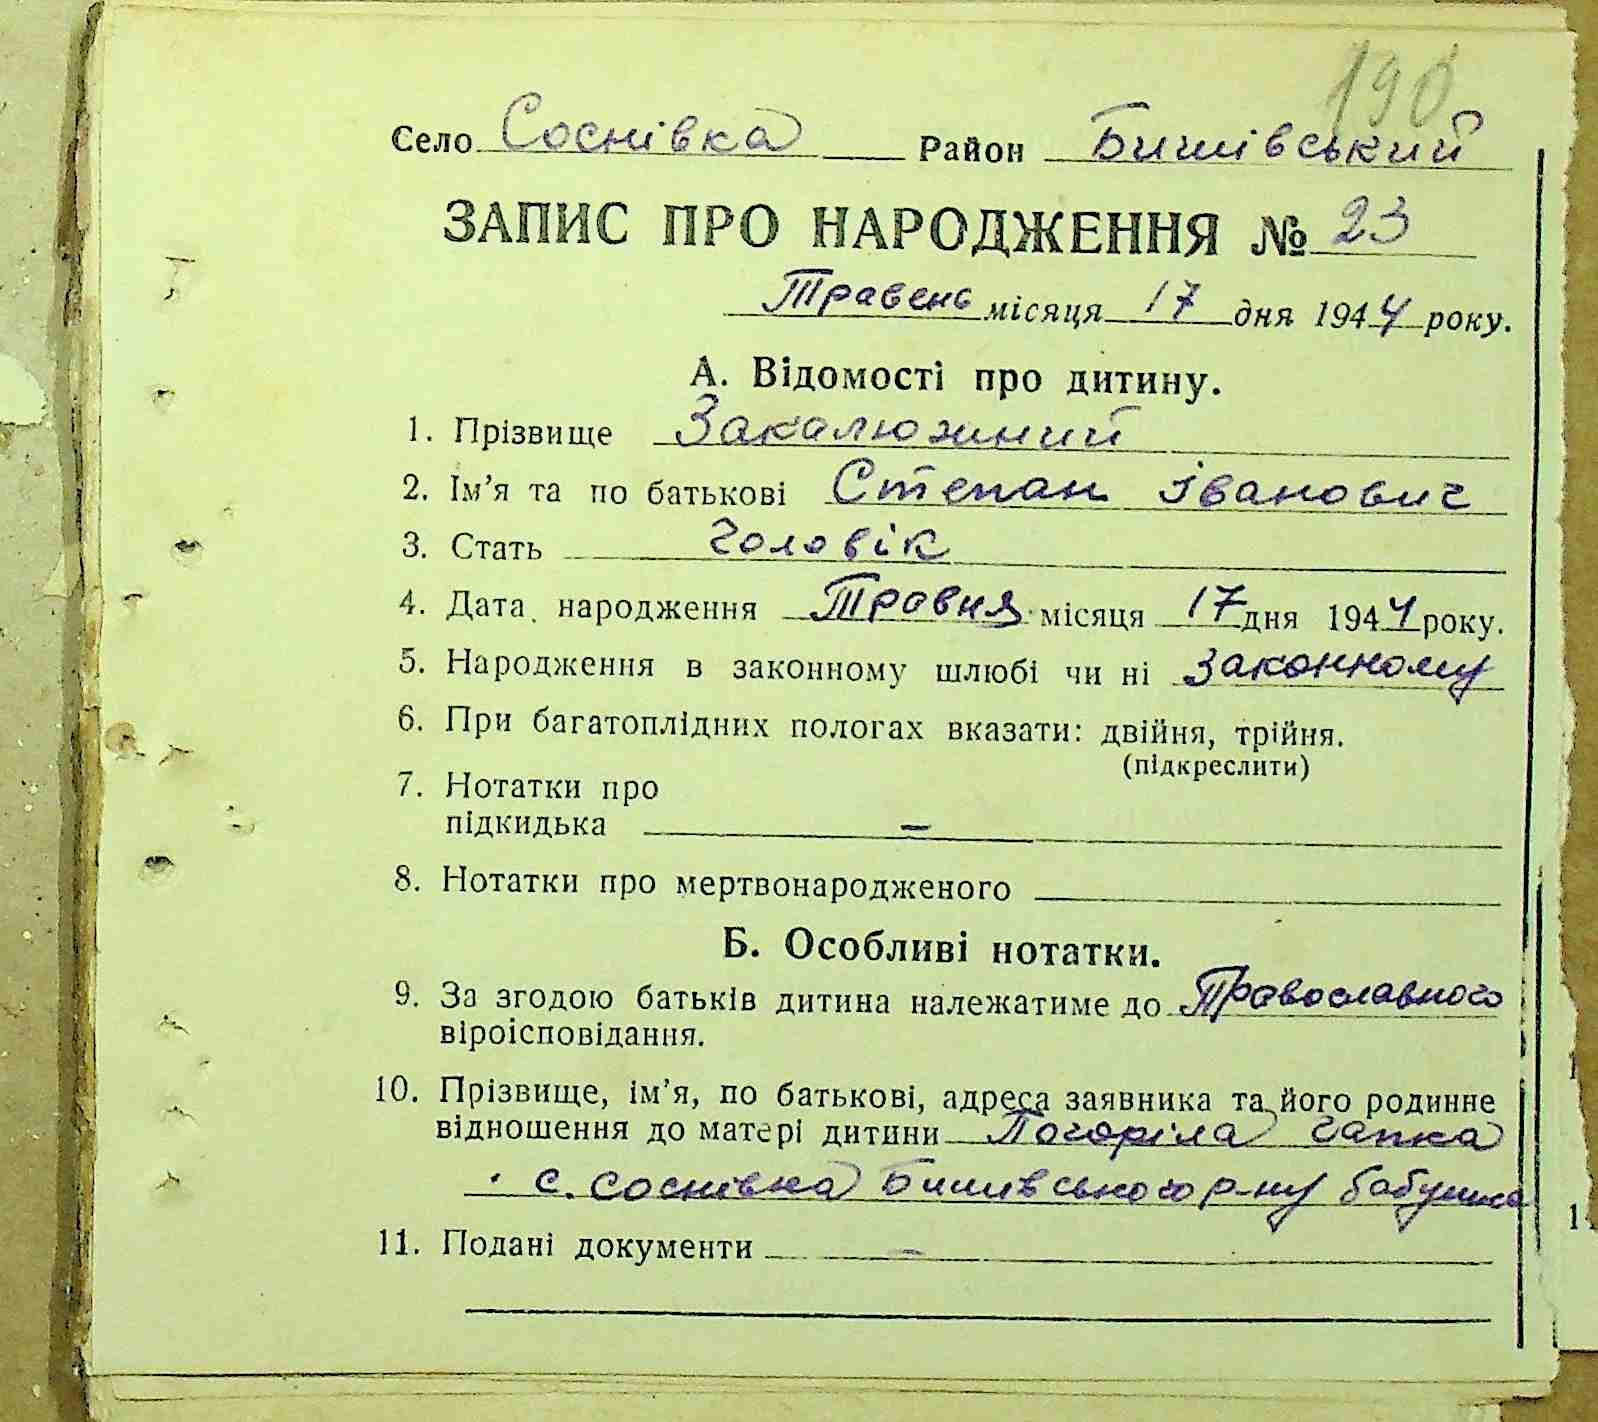 190
Село Соснівка Район Бишівський
ЗАПИС ПРО НАРОДЖЕННЯ № 23
Травень місяця 17 дня 1944 року.
А. Відомості про дитину.
1. Прізвище Закалюжний
2. Ім’я та по батькові Степан Іванович
3. Стать Чоловік
4. Дата народження Травня місяця 17 дня 1944 року.
5. Народження в законному шлюбі чи ні Законному
6. При багатоплідних пологах вказати: двійня, трійня.
(підкреслити)
7. Нотатки про
підкидька –
8. Нотатки про мертвонародженого
Б. Особливі нотатки.
9. За згодою батьків дитина належатиме до Православного
віроісповідання.
10. Прізвище, ім’я, по батькові, адреса заявника та його родинне
відношення до матері дитини Погоріла Гапка
с. Соснівка Бишивського р-ну бабушка
11. Подані документи –